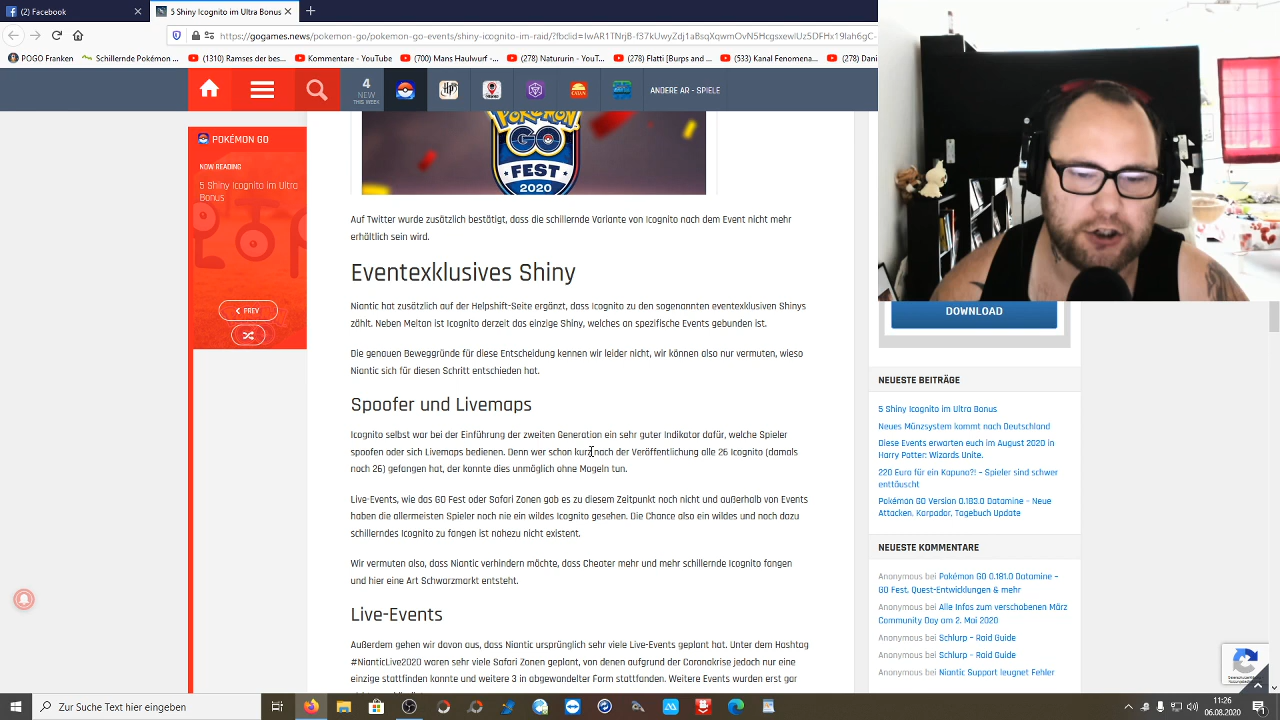 (2) Facebook
5 Shiny Icognito im Ultra Bonus
https://gogames.news/pokemon-go/pokemon-go-events/shiny-icognito-im-raid/?fbclid=
POGO Franken
Schillernde Pokémon ...
(1310) Ramses der ...
Kommentare - YouTube
(700) Mans Haulwurf - ...
(278) Naturunin - YouT...
(278) Flatti [Burps and ...
(533) Kanal Fenomena...
(278) Dani
4
NEW
THIS WEEK
HP
CATAN
ANDERE AR - SPIELE
POKÉMON GO
NOW READING
5 Shiny Icognito im Ultra
Bonus
PREV
POKÉMON
GO
FEST
2020
Auf Twitter wurde zusätzlich bestätigt, dass die schillernde Variante von Icognito nach dem Event nicht mehr
erhältlich sein wird.
Eventexklusives Shiny
Niantic hat zusätzlich auf der Helpshift-Seite ergänzt, dass Icognito zu den sogenannten eventexklusiven Shinys
zählt. Neben Meltan ist Icognito derzeit das einzige Shiny, welches an spezifische Events gebunden ist.
Die genauen Beweggründe für diese Entscheidung kennen wir leider nicht, wir können also nur vermuten, wieso
Niantic sich für diesen Schritt entschieden hat.
Spoofer und Livemaps
Icognito selbst war bei der Einführung der zweiten Generation ein sehr guter Indikator dafür, welche Spieler
spoofen oder sich Livemaps bedienen. Denn wer schon kurz nach der Veröffentlichung alle 26 Icognito (damals
noch 26) gefangen hat, der konnte dies unmöglich ohne Mogeln tun.
Live-Events, wie das GO Fest oder Safari Zonen gab es zu diesem Zeitpunkt noch nicht und außerhalb von Events
haben die allermeisten Spieler noch nie ein wildes Icognito gesehen. Die Chance also ein wildes und noch dazu
schillerndes Icognito zu fangen ist nahezu nicht existent.
Wir vermuten also, dass Niantic verhindern möchte, dass Cheater mehr und mehr schillernde Icognito fangen
und hier eine Art Schwarzmarkt entsteht.
Live-Events
Außerdem gehen wir davon aus, dass Niantic ursprünglich sehr viele Live-Events geplant hat. Unter dem Hashtag
#NianticLive2020 waren sehr viele Safari Zonen geplant, von denen aufgrund der Coronakrise jedoch nur eine
einzige stattfinden konnte und weitere 3 in abgewandelter Form stattfanden. Weitere Events wurden erst gar
DOWNLOAD
NEUESTE BEITRÄGE
5 Shiny Icognito im Ultra Bonus
Neues Münzsystem kommt nach Deutschland
Diese Events erwarten euch im August 2020 in
Harry Potter: Wizards Unite.
220 Euro für ein Kapuno?! – Spieler sind schwer
enttäuscht
Pokémon GO Version 0.183.0 Datamine – Neue
Attacken, Karpador, Tagebuch Update
NEUESTE KOMMENTARE
Anonymous bei Pokémon GO 0.181.0 Datamine –
GO Fest, Quest-Entwicklungen & mehr
Anonymous bei Alle Infos zum verschobenen März
Community Day am 2. Mai 2020
Anonymous bei Schlurp – Raid Guide
Anonymous bei Schlurp – Raid Guide
Anonymous bei Niantic Support leugnet Fehler
Zur Suche Text hier eingeben